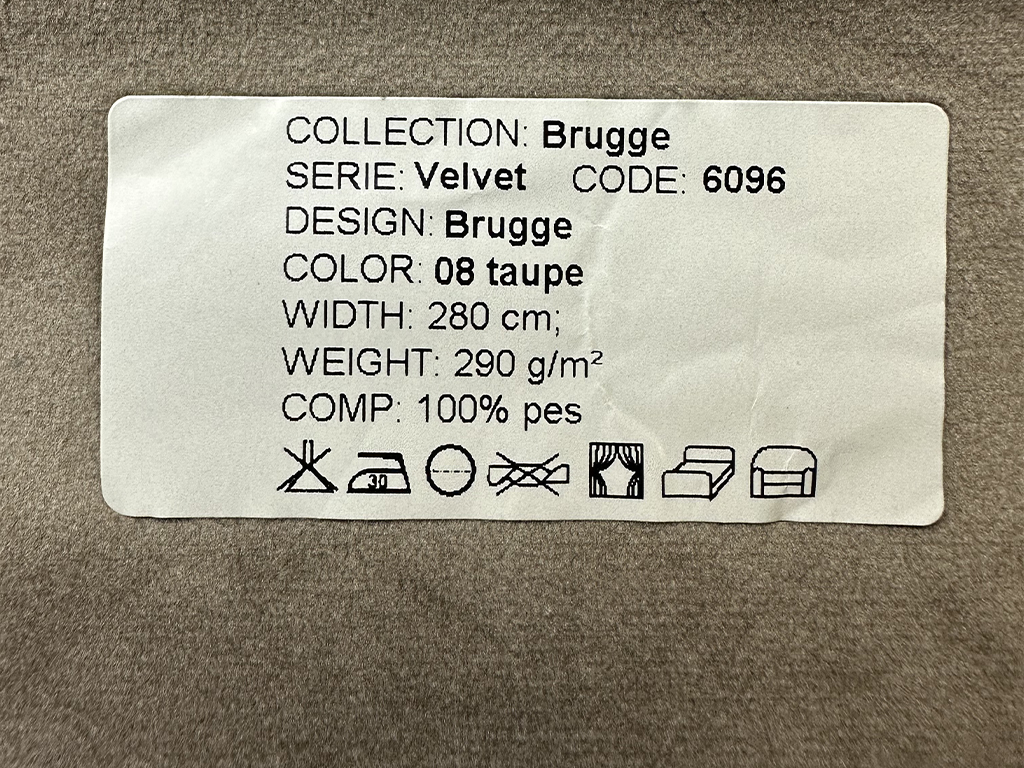 COLLECTION: Brugge
SERIE: Velvet CODE: 6096
DESIGN: Brugge
COLOR: 08 taupe
WIDTH: 280 cm;
WEIGHT: 290 g/m²
COMP: 100% pes
30